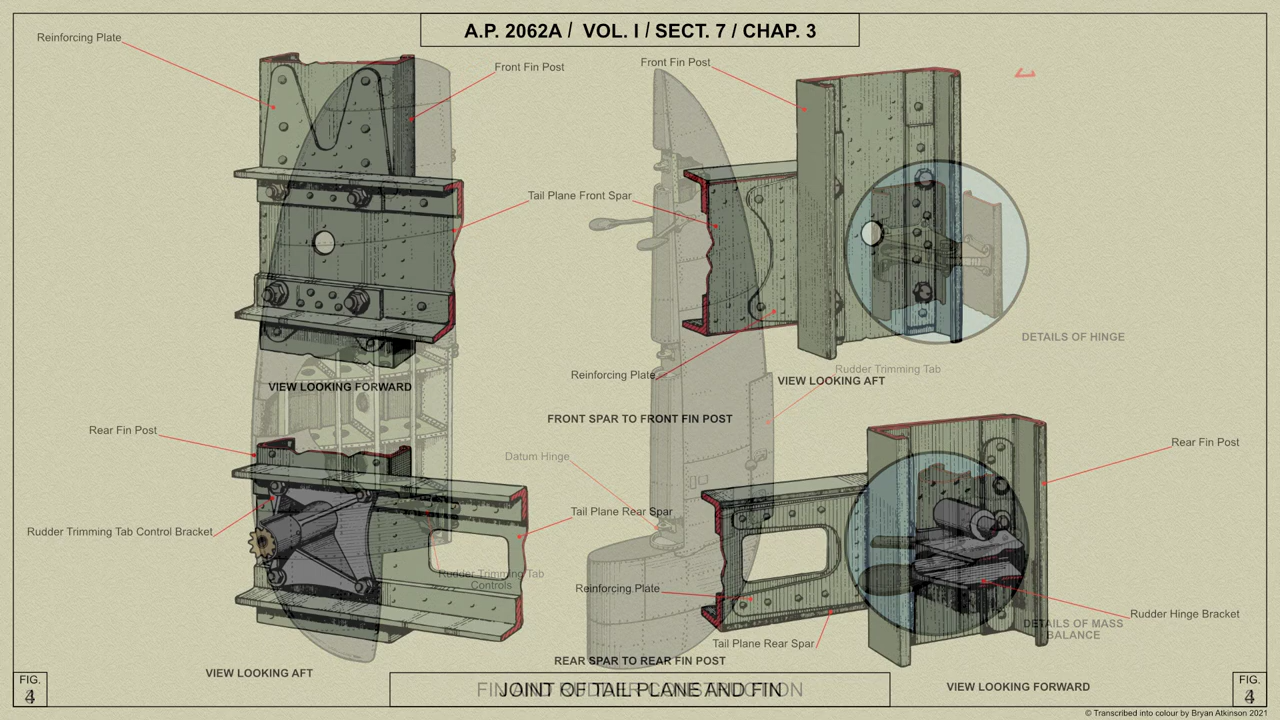 A.P. 2062A / VOL. I / SECT. 7 / CHAP. 3
Reinforcing Plate
Front Fin Post
Front Fin Post
Tail Plane Front Spar
DETAILS OF HINGE
Reinforcing Plate
Rudder Trimming Tab
VIEW LOOKING FORWARD
VIEW LOOKING AFT
FRONT SPAR TO FRONT FIN POST
Rear Fin Post
Rear Fin Post
Datum Hinge
Tail Plane Rear Spar
Rudder Trimming Tab Control Bracket
Rudder Trimming Tab
Controls
Reinforcing Plate
Rudder Hinge Bracket
DETAILS OF MASS
BALANCE
Tail Plane Rear Spar
REAR SPAR TO REAR FIN POST
VIEW LOOKING AFT
VIEW LOOKING FORWARD
FIG.
4
FIN AND RUDDER CONSTRUCTION
JOINT OF TAIL PLANE AND FIN
FIG.
4
© Transcribed into colour by Bryan Atkinson 2021